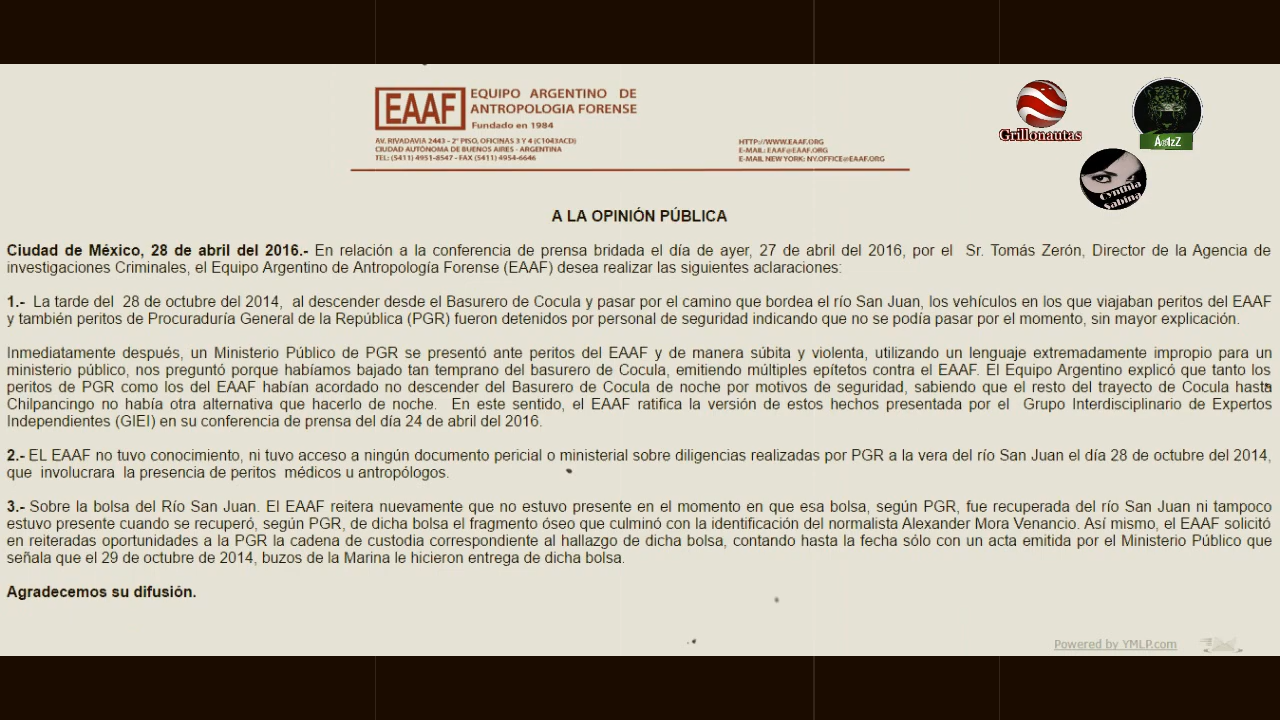 EAAF
EQUIPO ARGENTINO DE
ANTROPOLOGIA FORENSE
Fundado en 1984
AV. RIVADAVIA 2443 - 2º PISO, OFICINAS 3 Y 4 (C1043ACD)
CIUDAD AUTÓNOMA DE BUENOS AIRES - ARGENTINA
TEL: (5411) 4951-8547 - FAX (5411) 4954-6646
HTTP://WWW.EAAF.ORG
E-MAIL: EAAF@EAAF.ORG
E-MAIL NEW YORK: NY.OFFICE@EAAF.ORG
Grillonautas
Cynthia
Sabina
A LA OPINIÓN PÚBLICA
Ciudad de México, 28 de abril del 2016.- En relación a la conferencia de prensa bridada el día de ayer, 27 de abril del 2016, por el Sr. Tomás Zerón, Director de la Agencia de
investigaciones Criminales, el Equipo Argentino de Antropología Forense (EAAF) desea realizar las siguientes aclaraciones:
1.- La tarde del 28 de octubre del 2014, al descender desde el Basurero de Cocula y pasar por el camino que bordea el río San Juan, los vehículos en los que viajaban peritos del EAAF
y también peritos de Procuraduría General de la República (PGR) fueron detenidos por personal de seguridad indicando que no se podía pasar por el momento, sin mayor explicación.
Inmediatamente después, un Ministerio Público de PGR se presentó ante peritos del EAAF y de manera súbita y violenta, utilizando un lenguaje extremadamente impropio para un
ministerio público, nos preguntó porque habíamos bajado tan temprano del basurero de Cocula, emitiendo múltiples epítetos contra el EAAF. El Equipo Argentino explicó que tanto los
peritos de PGR como los del EAAF habían acordado no descender del Basurero de Cocula de noche por motivos de seguridad, sabiendo que el resto del trayecto de Cocula hasta
Chilpancingo no había otra alternativa que hacerlo de noche. En este sentido, el EAAF ratifica la versión de estos hechos presentada por el Grupo Interdisciplinario de Expertos
Independientes (GIEI) en su conferencia de prensa del día 24 de abril del 2016.
2.- EL EAAF no tuvo conocimiento, ni tuvo acceso a ningún documento pericial o ministerial sobre diligencias realizadas por PGR a la vera del río San Juan el día 28 de octubre del 2014,
que involucrara la presencia de peritos médicos u antropólogos.
3.- Sobre la bolsa del Río San Juan. El EAAF reitera nuevamente que no estuvo presente en el momento en que esa bolsa, según PGR, fue recuperada del río San Juan ni tampoco
estuvo presente cuando se recuperó, según PGR, de dicha bolsa el fragmento óseo que culminó con la identificación del normalista Alexander Mora Venancio. Así mismo, el EAAF solicitó
en reiteradas oportunidades a la PGR la cadena de custodia correspondiente al hallazgo de dicha bolsa, contando hasta la fecha sólo con un acta emitida por el Ministerio Público que
señala que el 29 de octubre de 2014, buzos de la Marina le hicieron entrega de dicha bolsa.
Agradecemos su difusión.
Powered by YMLP.com